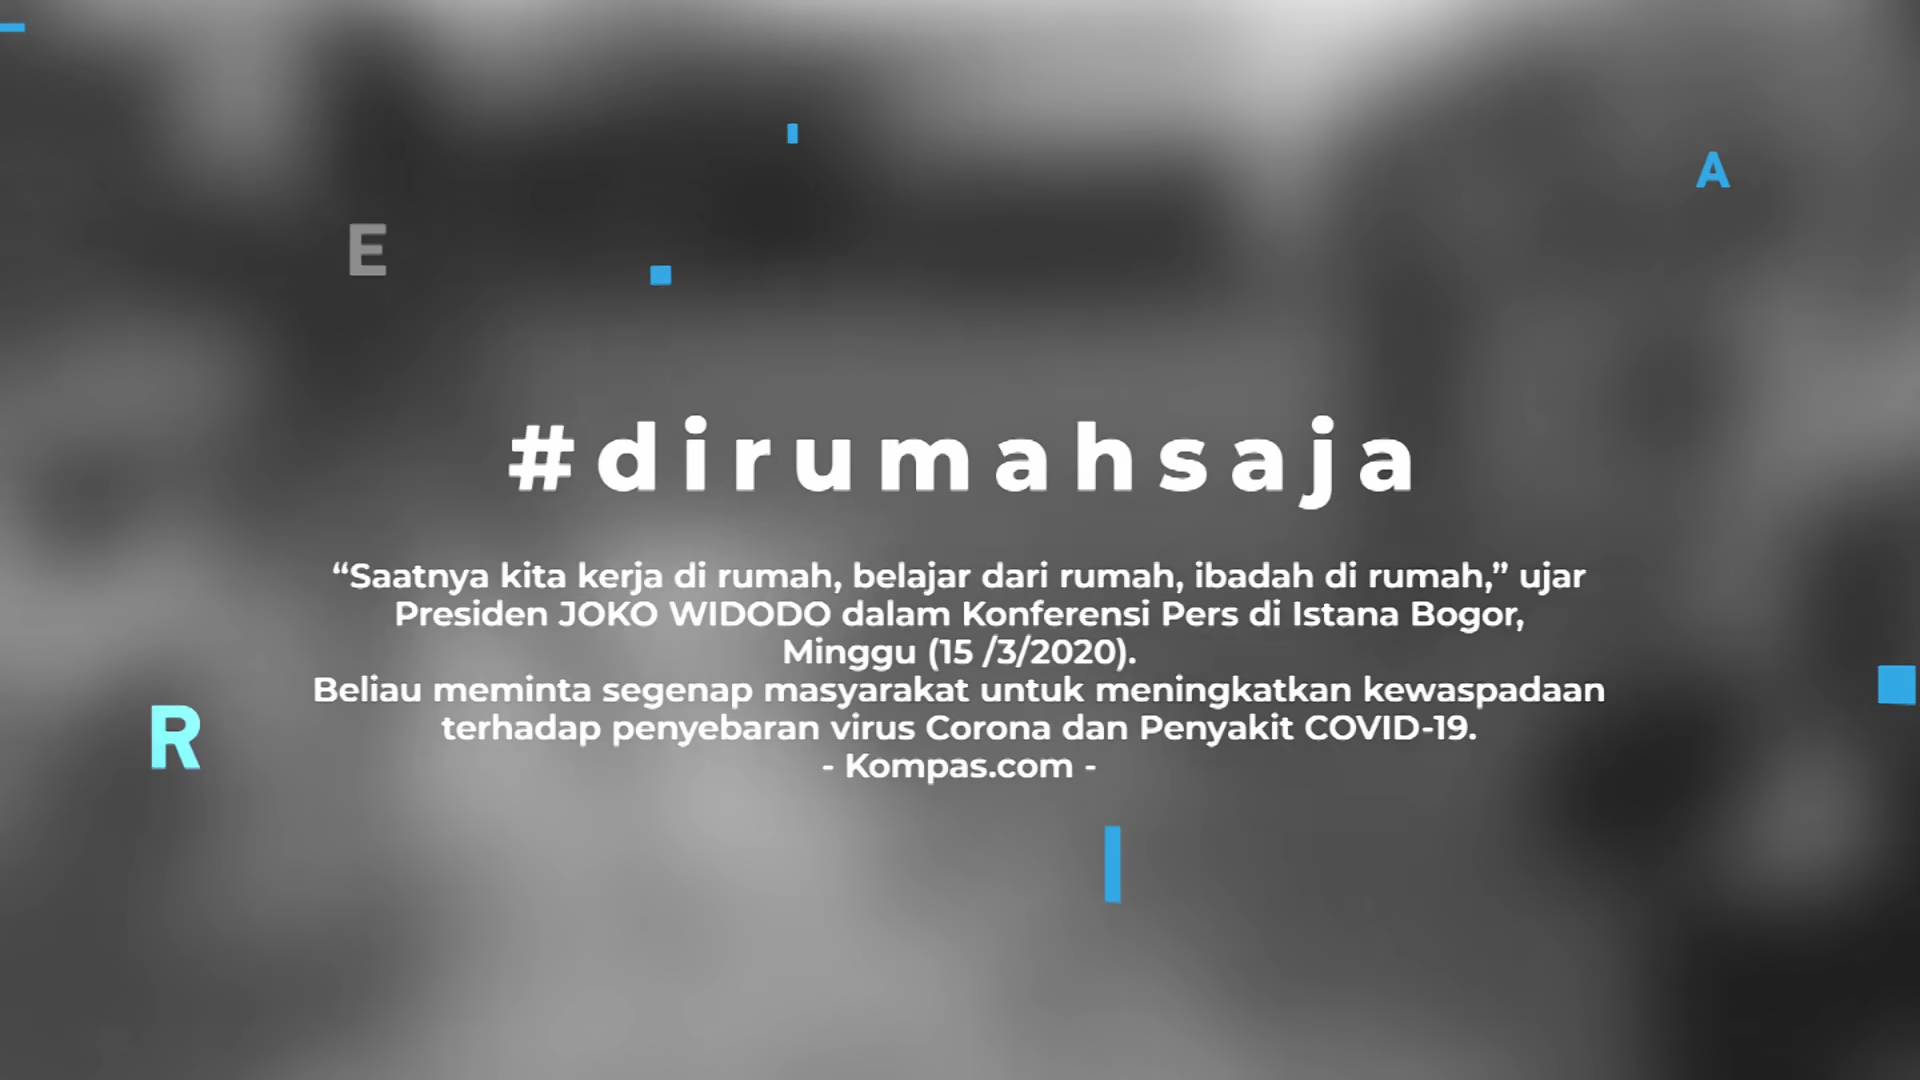 A
E
#dirumahsaja
“Saatnya kita kerja di rumah, belajar dari rumah, ibadah di rumah,” ujar
Presiden JOKO WIDODO dalam Konferensi Pers di Istana Bogor,
Minggu (15 /3/2020).
Beliau meminta segenap masyarakat untuk meningkatkan kewaspadaan
terhadap penyebaran virus Corona dan Penyakit COVID-19.
R
- Kompas.com -